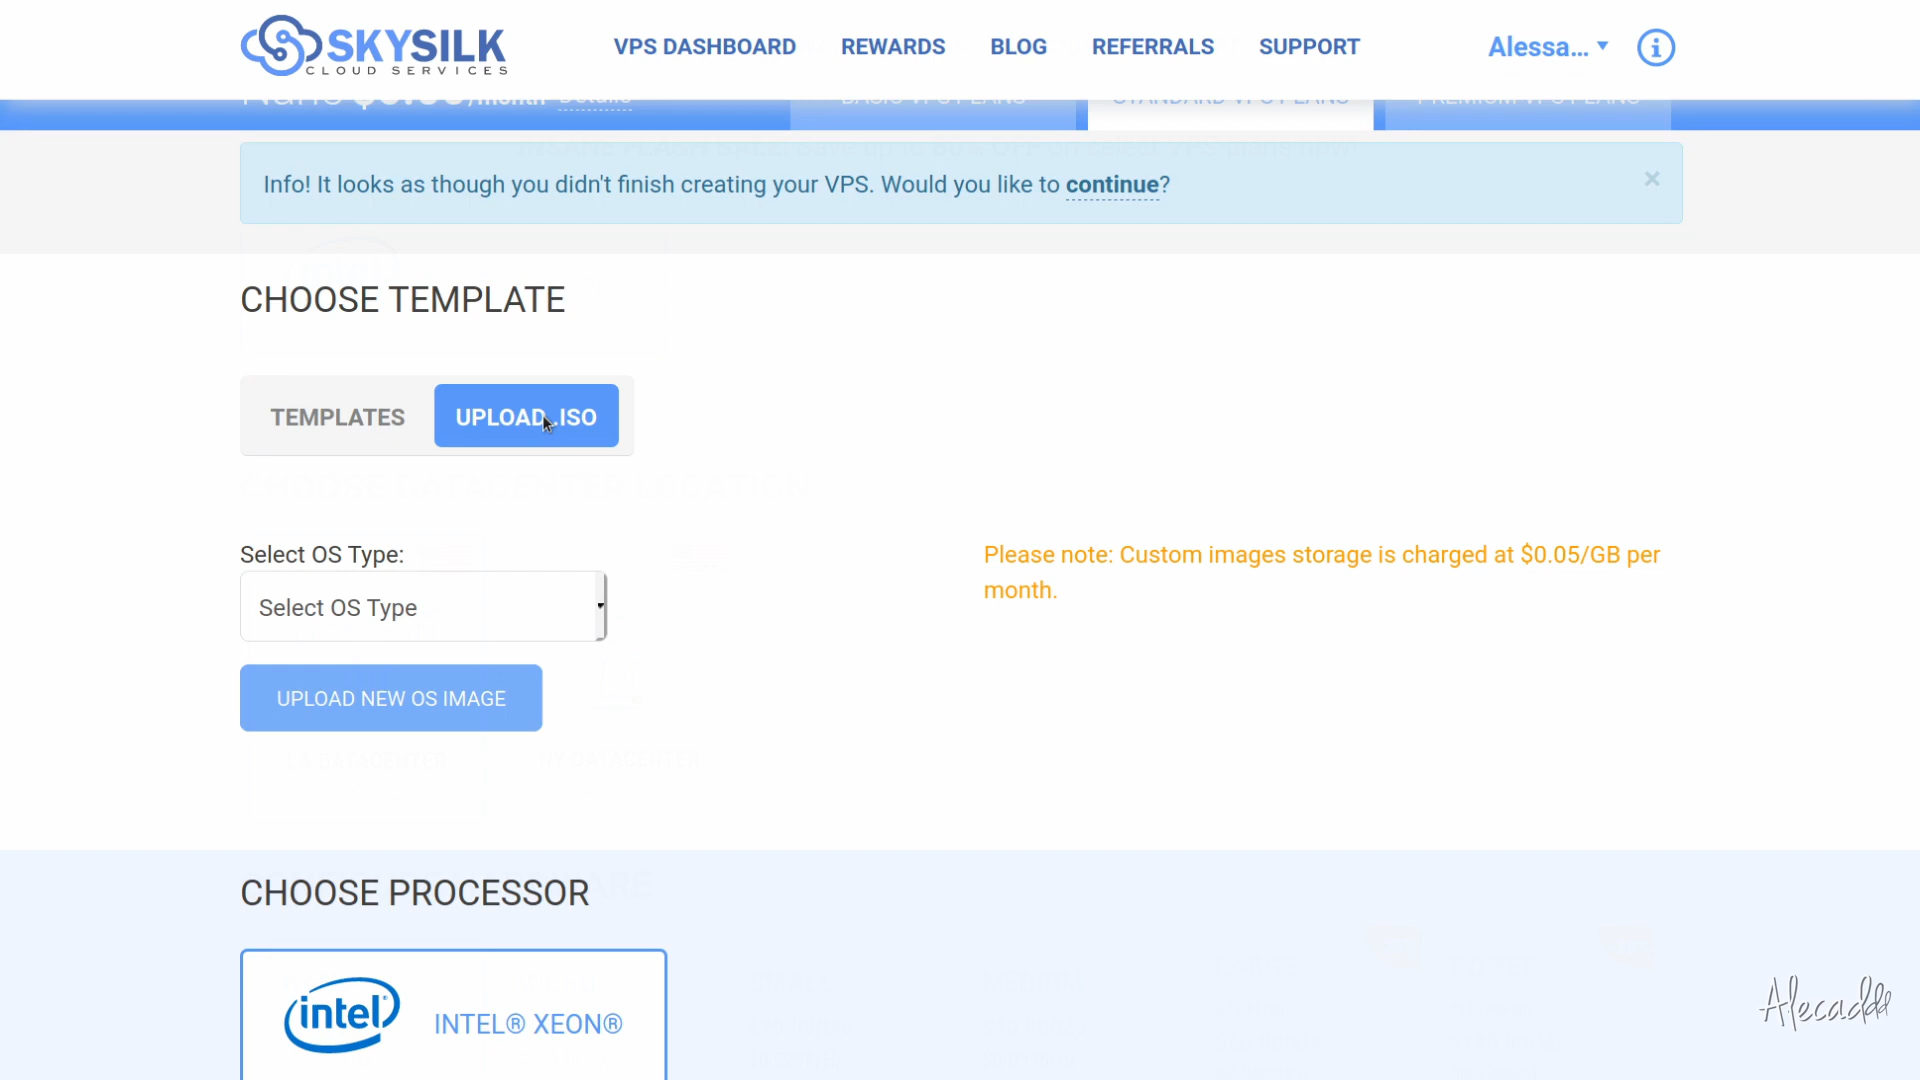 SKYSILK
CLOUD SERVICES
VPS DASHBOARD
REWARDS
BLOG
REFERRALS
SUPPORT
Alessa...
Info! It looks as though you didn't finish creating your VPS. Would you like to continue?
×
CHOOSE TEMPLATE
TEMPLATES
UPLOAD .ISO
Select OS Type:
Select OS Type
Please note: Custom images storage is charged at $0.05/GB per
month.
UPLOAD NEW OS IMAGE
CHOOSE PROCESSOR
intel
INTEL® XEON®
Alecaddd